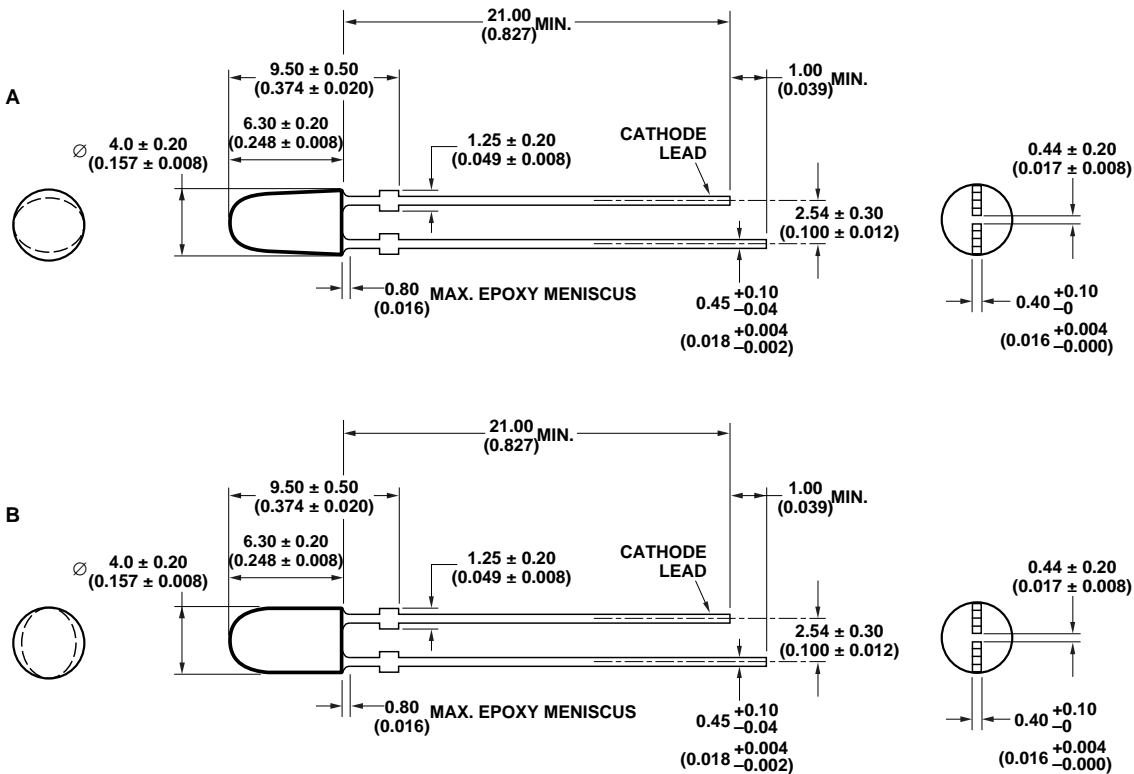 21.00
(0.827) MIN.
9.50 ± 0.50
(0.374 ± 0.020)
1.00
(0.039) MIN.
A
6.30 ± 0.20
(0.248 ± 0.008)
∅ 4.0 ± 0.20
(0.157 ± 0.008)
1.25 ± 0.20
(0.049 ± 0.008)
CATHODE
LEAD
0.44 ± 0.20
(0.017 ± 0.008)
2.54 ± 0.30
(0.100 ± 0.012)
0.80
(0.016) MAX. EPOXY MENISCUS
0.45 +0.10
–0.04
(0.018 +0.004
–0.002)
0.40 +0.10
–0
(0.016 +0.004
–0.000)
21.00
(0.827) MIN.
9.50 ± 0.50
(0.374 ± 0.020)
1.00
(0.039) MIN.
B
6.30 ± 0.20
(0.248 ± 0.008)
∅ 4.0 ± 0.20
(0.157 ± 0.008)
1.25 ± 0.20
(0.049 ± 0.008)
CATHODE
LEAD
0.44 ± 0.20
(0.017 ± 0.008)
2.54 ± 0.30
(0.100 ± 0.012)
0.80
(0.016) MAX. EPOXY MENISCUS
0.45 +0.10
–0.04
(0.018 +0.004
–0.002)
0.40 +0.10
–0
(0.016 +0.004
–0.000)